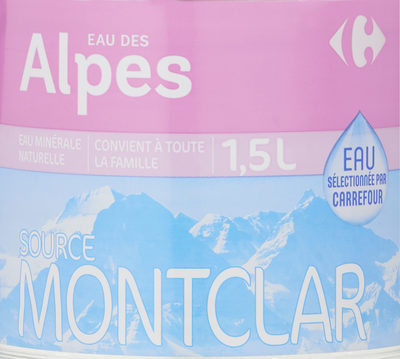 EAU DES
Alpes
EAU MINÉRALE
NATURELLE
CONVIENT À TOUTE
LA FAMILLE
1,5L
EAU
SÉLECTIONNÉE PAR
CARREFOUR
SOURCE
MONTCLAR